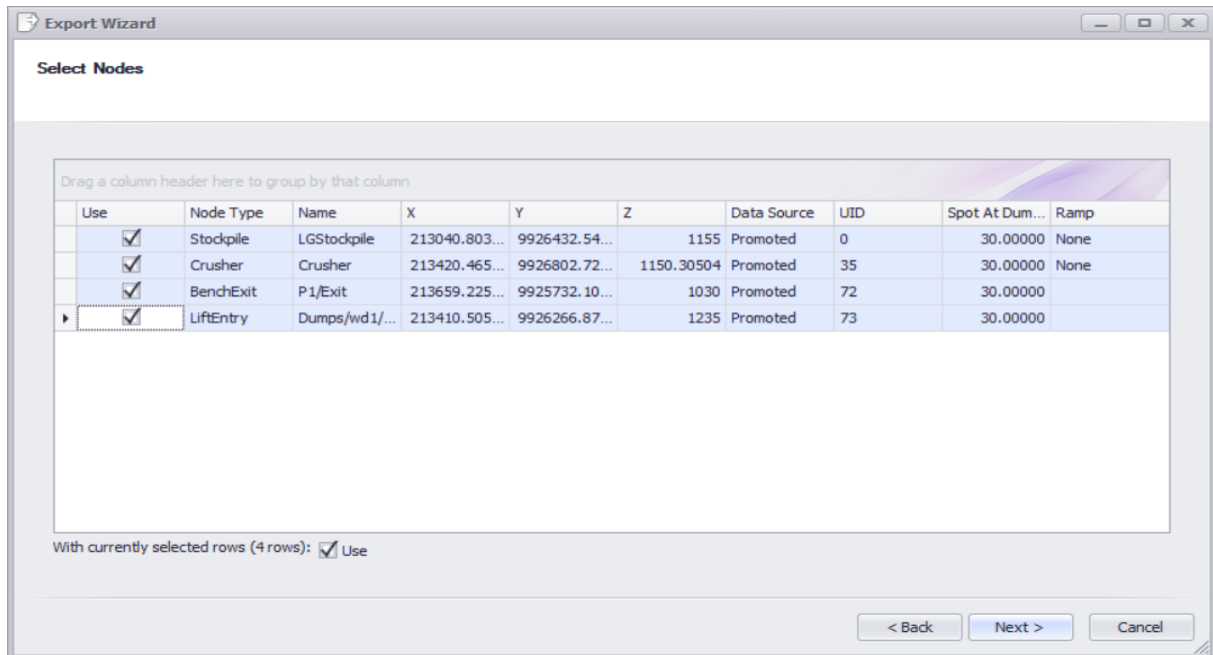 Export Wizard
Select Nodes
Drag a column header here to group by that column
Use Node Type Name X Y Z Data Source UID Spot At Dum... Ramp
Stockpile LGStockpile 213040.803... 9926432.54... 1155 Promoted 0 30.00000 None
Crusher Crusher 213420.465... 9926802.72... 1150.30504 Promoted 35 30.00000 None
BenchExit P1/Exit 213659.225... 9925732.10... 1030 Promoted 72 30.00000
LiftEntry Dumps/wd1/... 213410.505... 9926266.87... 1235 Promoted 73 30.00000
With currently selected rows (4 rows): Use
< Back Next > Cancel